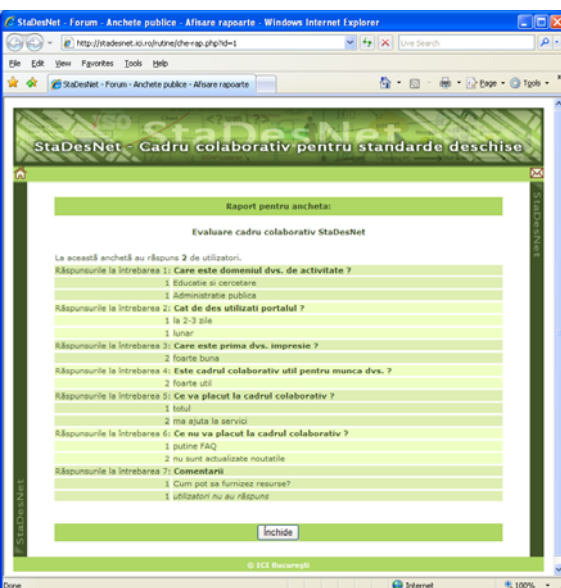 StaDesNet - Forum - Anchete publice - Afisare rapoarte - Windows Internet Explorer
http://stadesnet.ici.ro/rutine/che-rap.php?id=1
Live Search
File Edit View Favorites Tools Help
StaDesNet - Forum - Anchete publice - Afisare rapoarte
Page Tools
StaDesNet
StaDesNet - Cadru colaborativ pentru standarde deschise
StaDesNet
Raport pentru ancheta:
Evaluare cadru colaborativ StaDesNet
La această anchetă au răspuns 2 de utilizatori.
Răspunsurile la întrebarea 1: Care este domeniul dvs. de activitate ?
1 Educatie si cercetare
1 Administratie publica
Răspunsurile la întrebarea 2: Cat de des utilizati portalul ?
1 la 2-3 zile
1 lunar
Răspunsurile la întrebarea 3: Care este prima dvs. impresie ?
2 foarte buna
Răspunsurile la întrebarea 4: Este cadrul colaborativ util pentru munca dvs. ?
2 foarte util
Răspunsurile la întrebarea 5: Ce va placut la cadrul colaborativ ?
1 totul
2 ma ajuta la servici
Răspunsurile la întrebarea 6: Ce nu va placut la cadrul colaborativ ?
1 putine FAQ
2 nu sunt actualizate noutatile
Răspunsurile la întrebarea 7: Comentarii
1 Cum pot sa furnizez resurse?
1 utilizatori nu au răspuns
StaDesNet
Închide
© ICI Bucureşti
Done Internet 100%